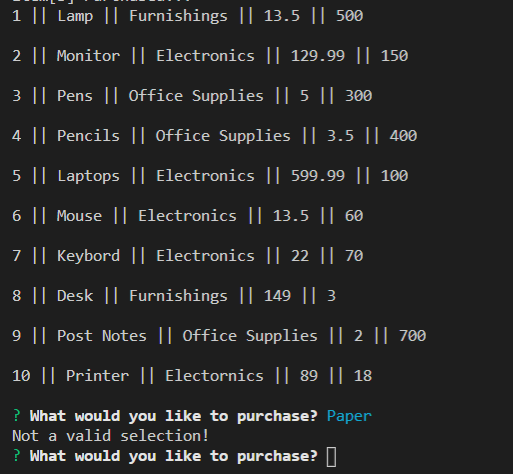 1 || Lamp || Furnishings || 13.5 || 500
2 || Monitor || Electronics || 129.99 || 150
3 || Pens || Office Supplies || 5 || 300
4 || Pencils || Office Supplies || 3.5 || 400
5 || Laptops || Electronics || 599.99 || 100
6 || Mouse || Electronics || 13.5 || 60
7 || Keybord || Electronics || 22 || 70
8 || Desk || Furnishings || 149 || 3
9 || Post Notes || Office Supplies || 2 || 700
10 || Printer || Electornics || 89 || 18
? What would you like to purchase? Paper
Not a valid selection!
? What would you like to purchase?